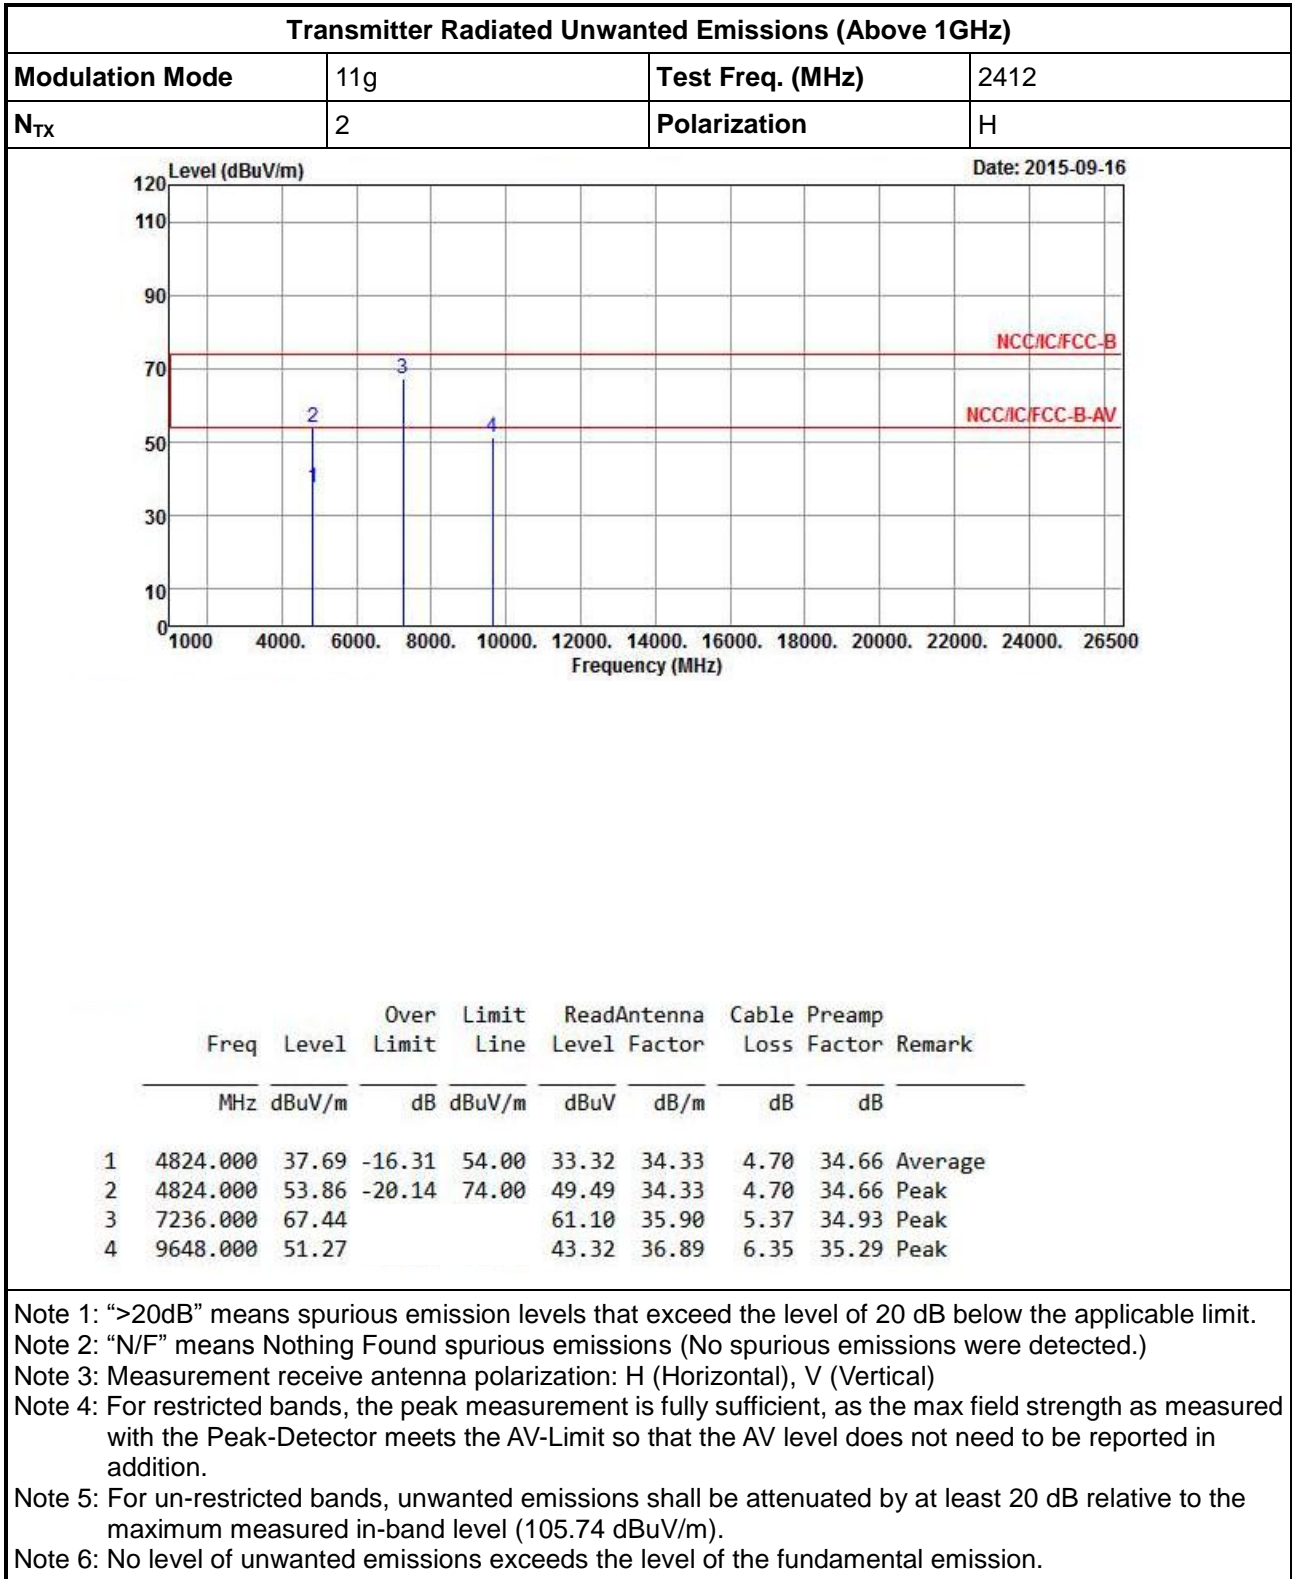 Transmitter Radiated Unwanted Emissions (Above 1GHz)
Modulation Mode 11g Test Freq. (MHz) 2412
NTX 2 Polarization H
Level (dBuV/m) Date: 2015-09-16
120
110
90
NCC/IC/FCC-B
70
3
2
NCC/IC/FCC-B-AV
4
50
1
30
10
0
1000 4000. 6000. 8000. 10000. 12000. 14000. 16000. 18000. 20000. 22000. 24000. 26500
Frequency (MHz)
Over Limit ReadAntenna Cable Preamp
Freq Level Limit Line Level Factor Loss Factor Remark
MHz dBuV/m dB dBuV/m dBuV dB/m dB dB
1 4824.000 37.69 -16.31 54.00 33.32 34.33 4.70 34.66 Average
2 4824.000 53.86 -20.14 74.00 49.49 34.33 4.70 34.66 Peak
3 7236.000 67.44 61.10 35.90 5.37 34.93 Peak
4 9648.000 51.27 43.32 36.89 6.35 35.29 Peak
Note 1: “>20dB” means spurious emission levels that exceed the level of 20 dB below the applicable limit.
Note 2: “N/F” means Nothing Found spurious emissions (No spurious emissions were detected.)
Note 3: Measurement receive antenna polarization: H (Horizontal), V (Vertical)
Note 4: For restricted bands, the peak measurement is fully sufficient, as the max field strength as measured
with the Peak-Detector meets the AV-Limit so that the AV level does not need to be reported in
addition.
Note 5: For un-restricted bands, unwanted emissions shall be attenuated by at least 20 dB relative to the
maximum measured in-band level (105.74 dBuV/m).
Note 6: No level of unwanted emissions exceeds the level of the fundamental emission.